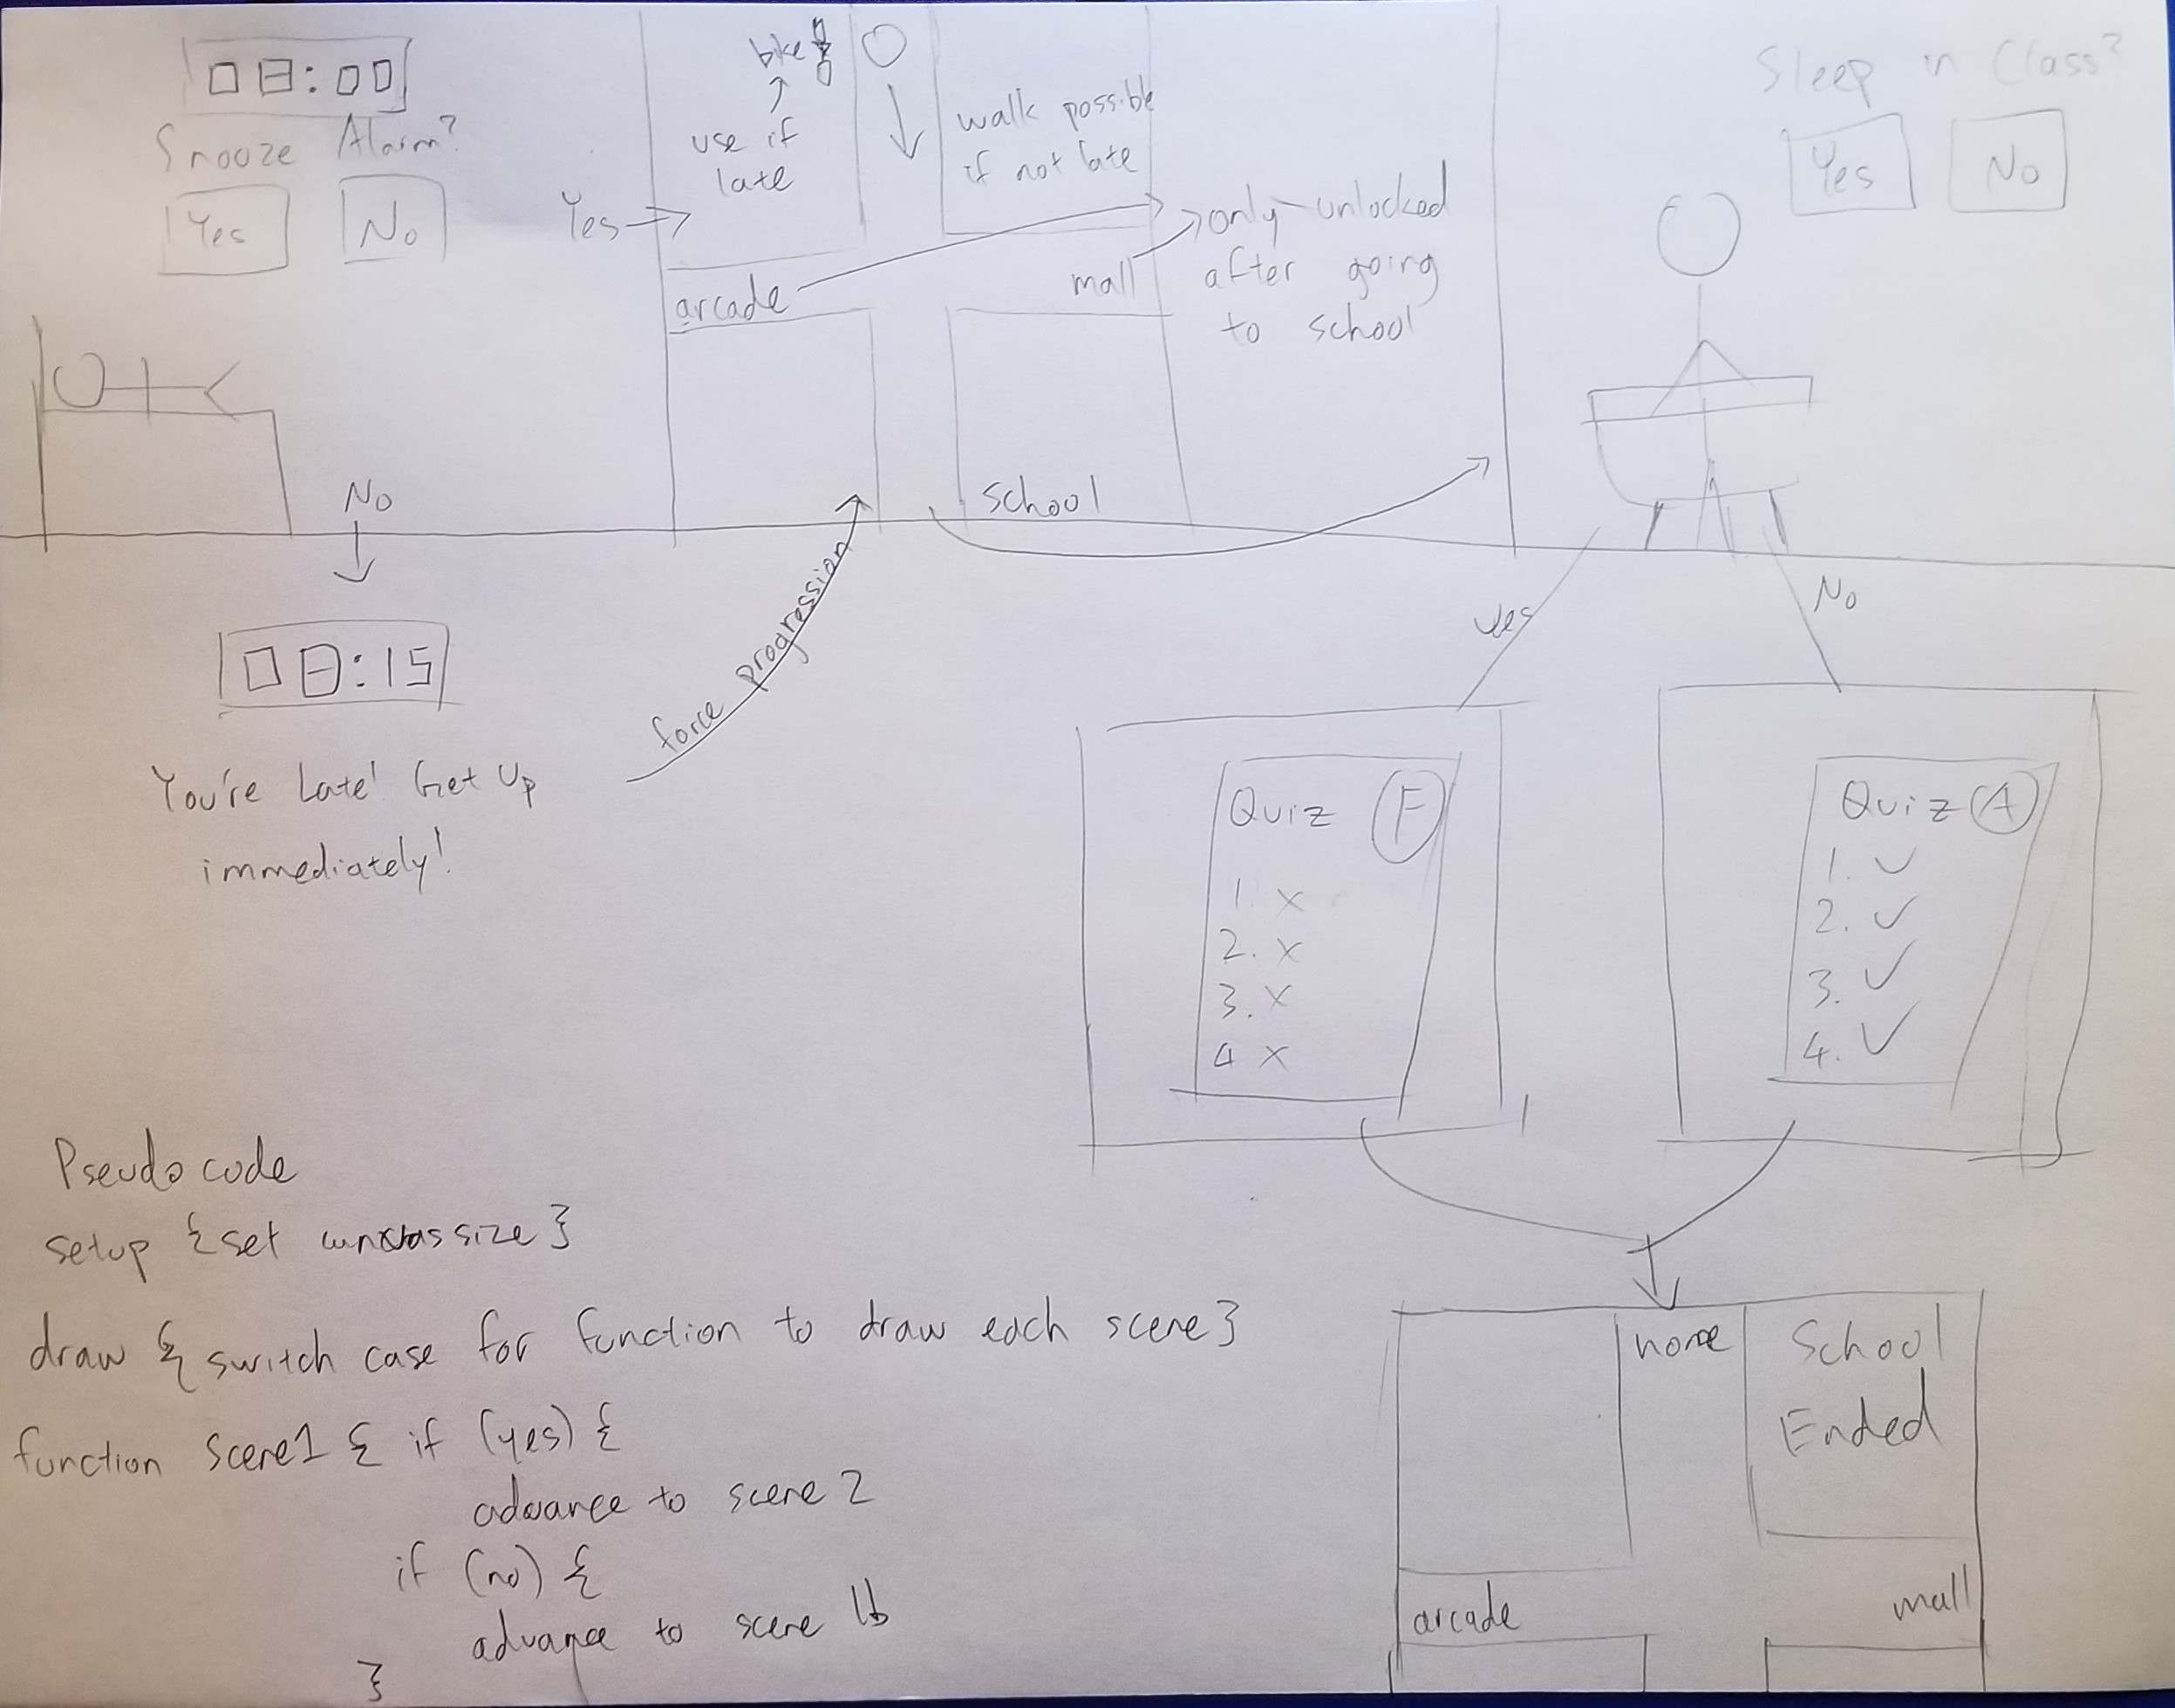 08:00
Snooze Alarm?
Yes
No
bike
use if
late
walk possible
if not late
Yes
arcade
mall
only unlocked
after going
to school
school
Sleep in Class?
Yes
No
No
08:15
You're Late! Get Up
immediately!
force progression
Yes
No
Quiz F
1. x
2. x
3. x
4 x
Quiz A
1. ✓
2. ✓
3. ✓
4. ✓
home
School
Ended
arcade
mall
Pseudo code
setup {set canvas size}
draw {switch case for function to draw each scene}
function scene1 { if (yes) {
advance to scene 2
if (no) {
advance to scene 1b
}